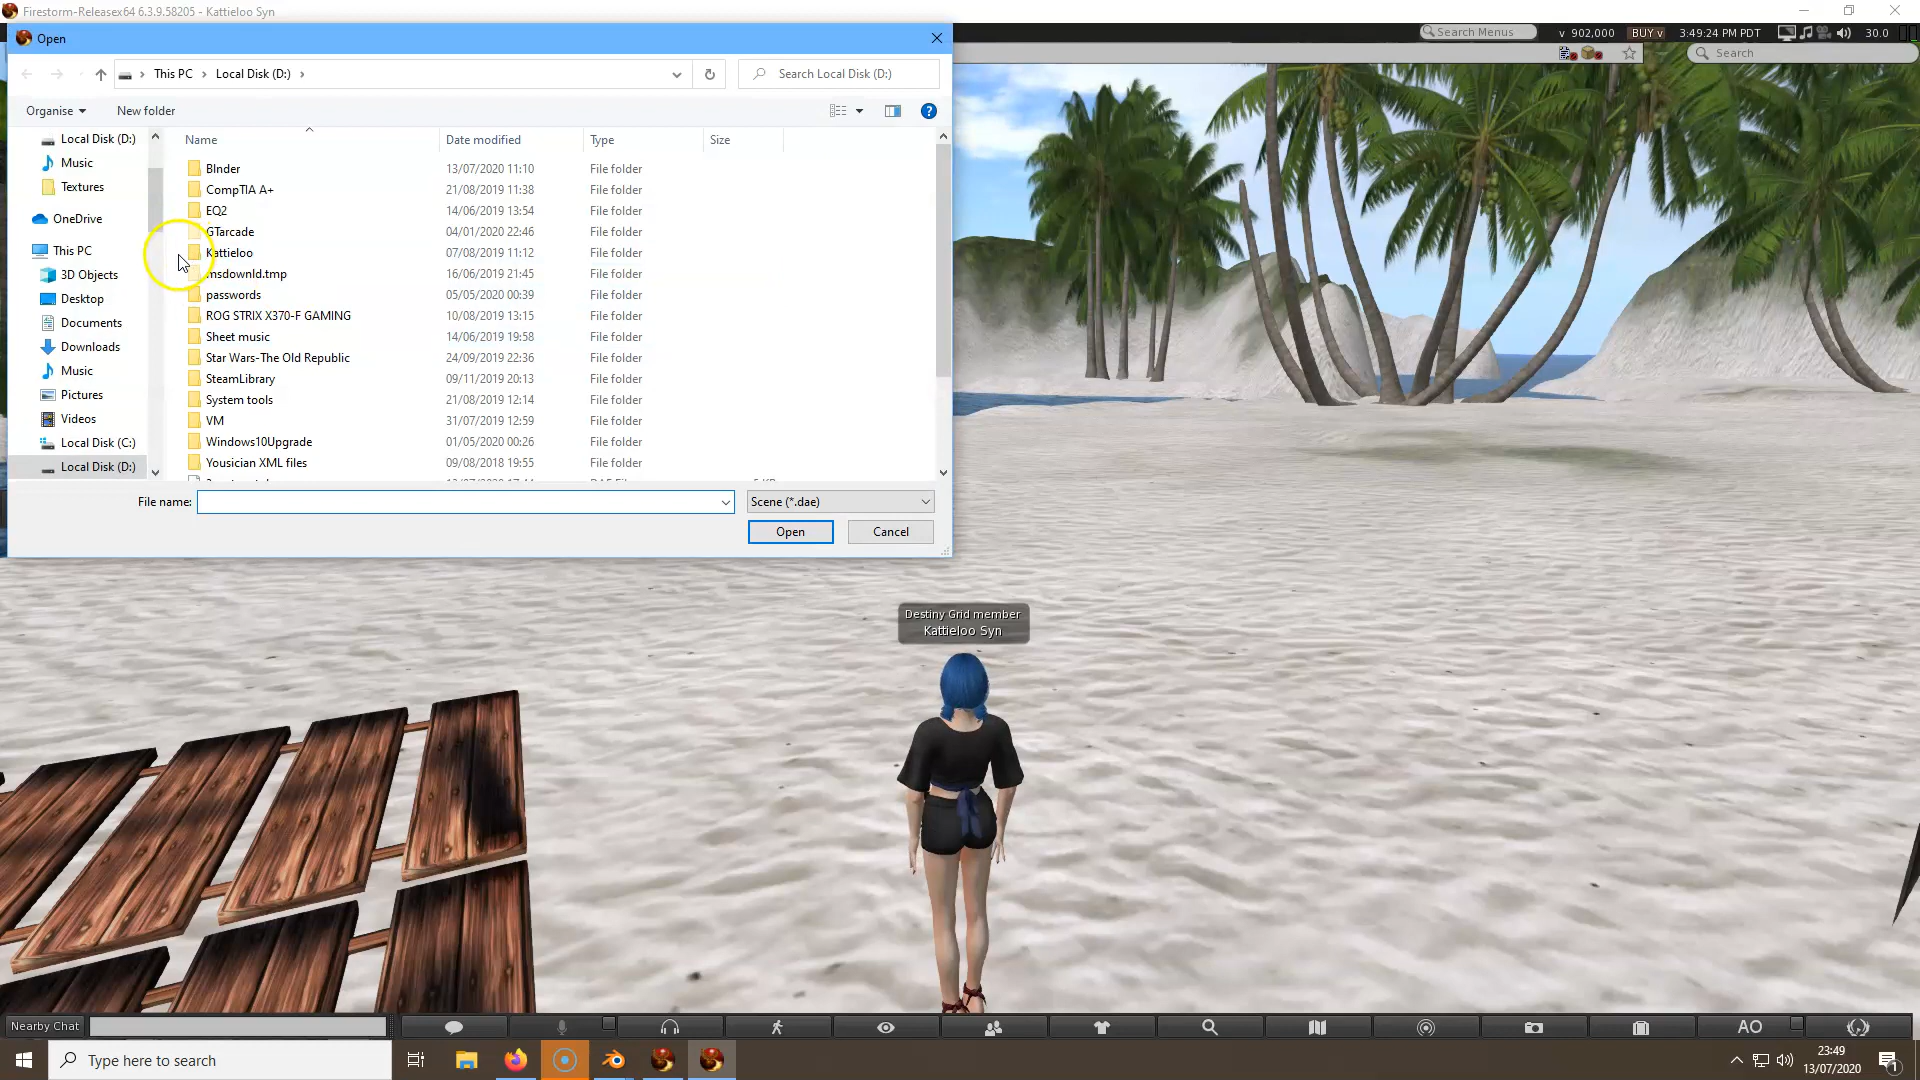 Firestorm-Releasex64 6.3.9.58205 - Kattieloo Syn
Open
Search Menus
v 902,000
BUY v
3:49:24 PM PDT
30.0
This PC > Local Disk (D:) >
Search Local Disk (D:)
Search
Organise
New folder
Name Date modified Type Size
Local Disk (D:)
Music
Textures
OneDrive
This PC
3D Objects
Desktop
Documents
Downloads
Music
Pictures
Videos
Local Disk (C:)
Local Disk (D:)
BInder 13/07/2020 11:10 File folder
CompTIA A+ 21/08/2019 11:38 File folder
EQ2 14/06/2019 13:54 File folder
GTarcade 04/01/2020 22:46 File folder
Kattieloo 07/08/2019 11:12 File folder
msdownld.tmp 16/06/2019 21:45 File folder
passwords 05/05/2020 00:39 File folder
ROG STRIX X370-F GAMING 10/08/2019 13:15 File folder
Sheet music 14/06/2019 19:58 File folder
Star Wars-The Old Republic 24/09/2019 22:36 File folder
SteamLibrary 09/11/2019 20:13 File folder
System tools 21/08/2019 12:14 File folder
VM 31/07/2019 12:59 File folder
Windows10Upgrade 01/05/2020 00:26 File folder
Yousician XML files 09/08/2018 19:55 File folder
File name:
Scene (*.dae)
Open
Cancel
Destiny Grid member
Kattieloo Syn
Nearby Chat
AO
Type here to search
23:49
13/07/2020
1